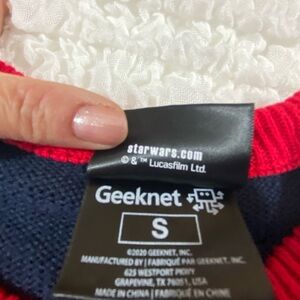 starwars.com
© & ™ Lucasfilm Ltd.
Geeknet
S
©2020 GEEKNET, INC.
MANUFACTURED BY | FABRIQUÉ PAR GEEKNET, INC.
625 WESTPORT PKWY
GRAPEVINE, TX 76051, USA
MADE IN CHINA | FABRIQUÉ EN CHINE